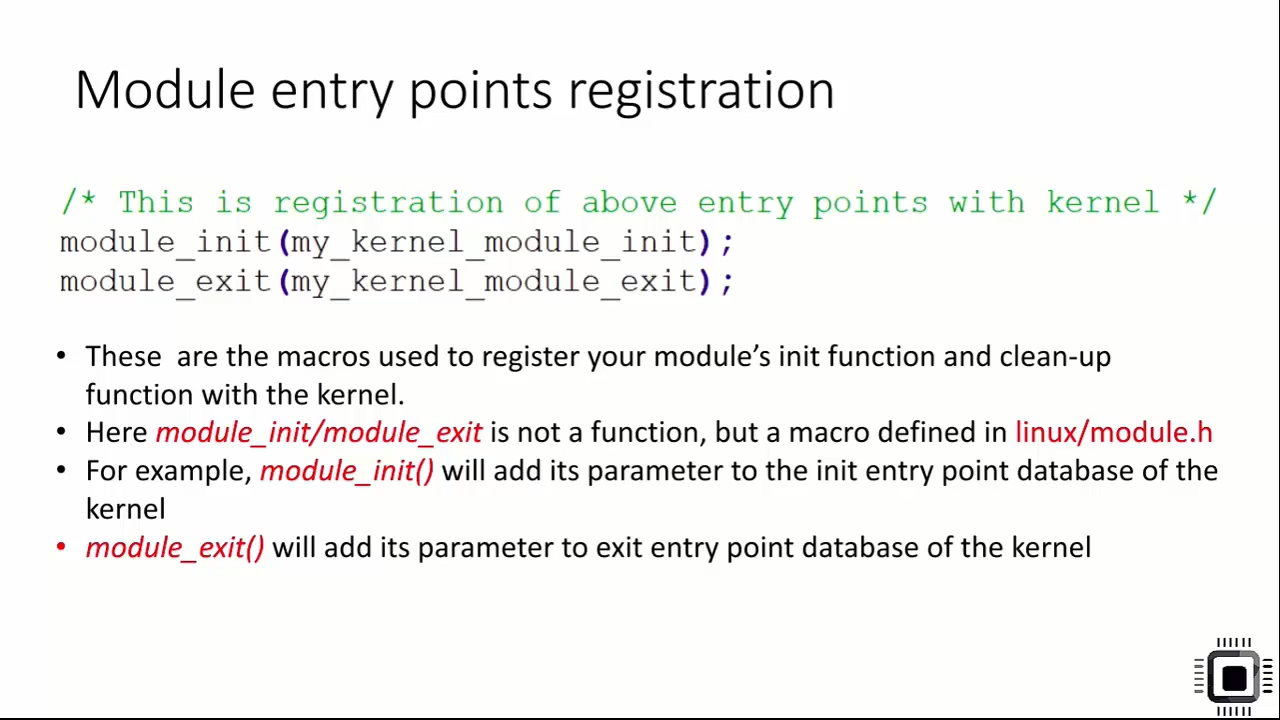 Module entry points registration
/* This is registration of above entry points with kernel */
module_init(my_kernel_module_init);
module_exit(my_kernel_module_exit);
• These  are the macros used to register your module’s init function and clean-up
function with the kernel.
• Here module_init/module_exit is not a function, but a macro defined in linux/module.h
• For example, module_init() will add its parameter to the init entry point database of the
kernel
• module_exit() will add its parameter to exit entry point database of the kernel